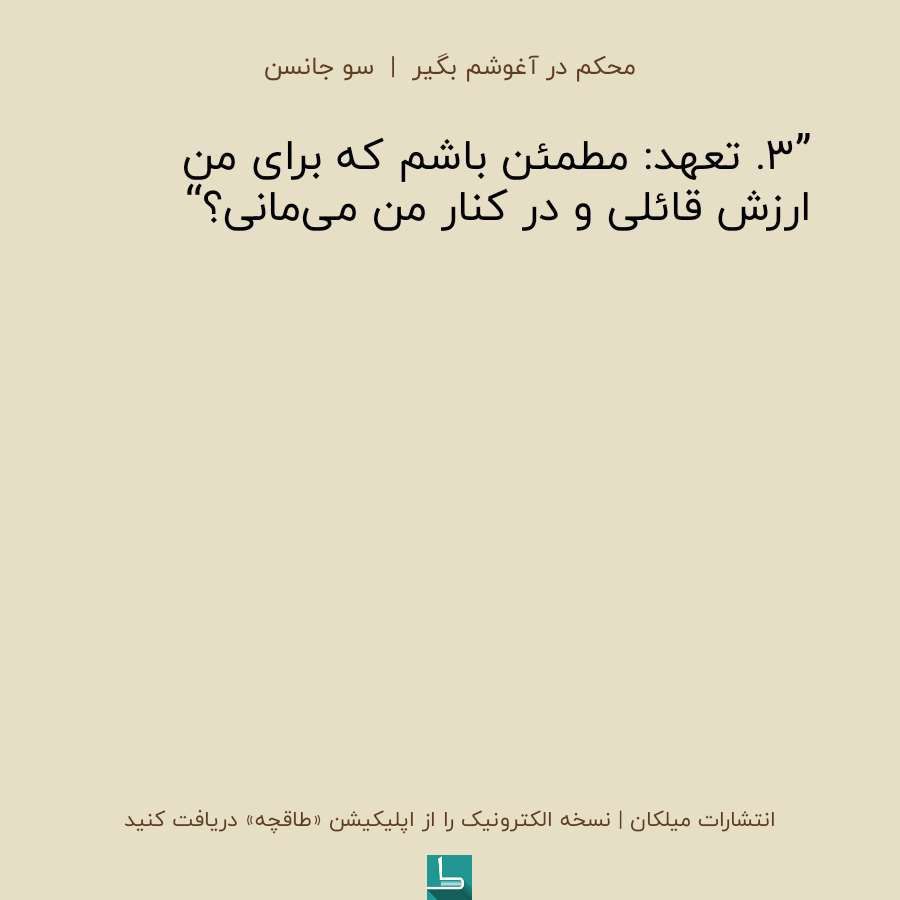 محکم در آغوشم بگیر | سو جانسن
”۳. تعهد: مطمئن باشم که برای من
ارزش قائلی و در کنار من می‌مانی؟“
انتشارات میلکان | نسخه الکترونیک را از اپلیکیشن «طاقچه» دریافت کنید